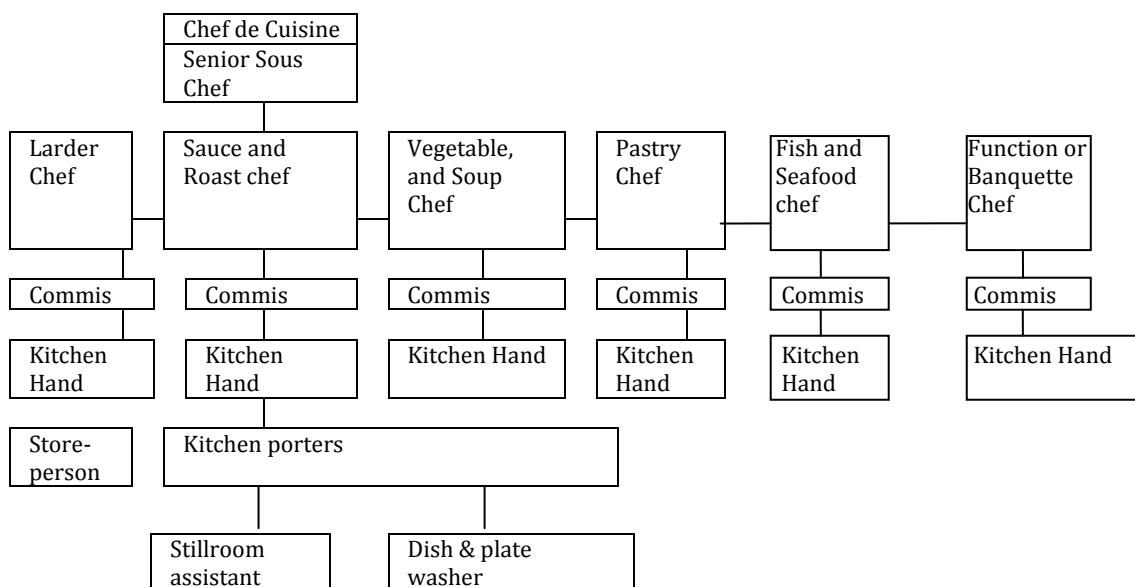 Chef de Cuisine
Senior Sous
Chef
Larder
Chef
Sauce and
Roast chef
Vegetable,
and Soup
Chef
Pastry
Chef
Fish and
Seafood
chef
Function or
Banquette
Chef
Commis
Commis
Commis
Commis
Commis
Commis
Kitchen
Hand
Kitchen
Hand
Kitchen Hand
Kitchen
Hand
Kitchen
Hand
Kitchen Hand
Store-
person
Kitchen porters
Stillroom
assistant
Dish & plate
washer